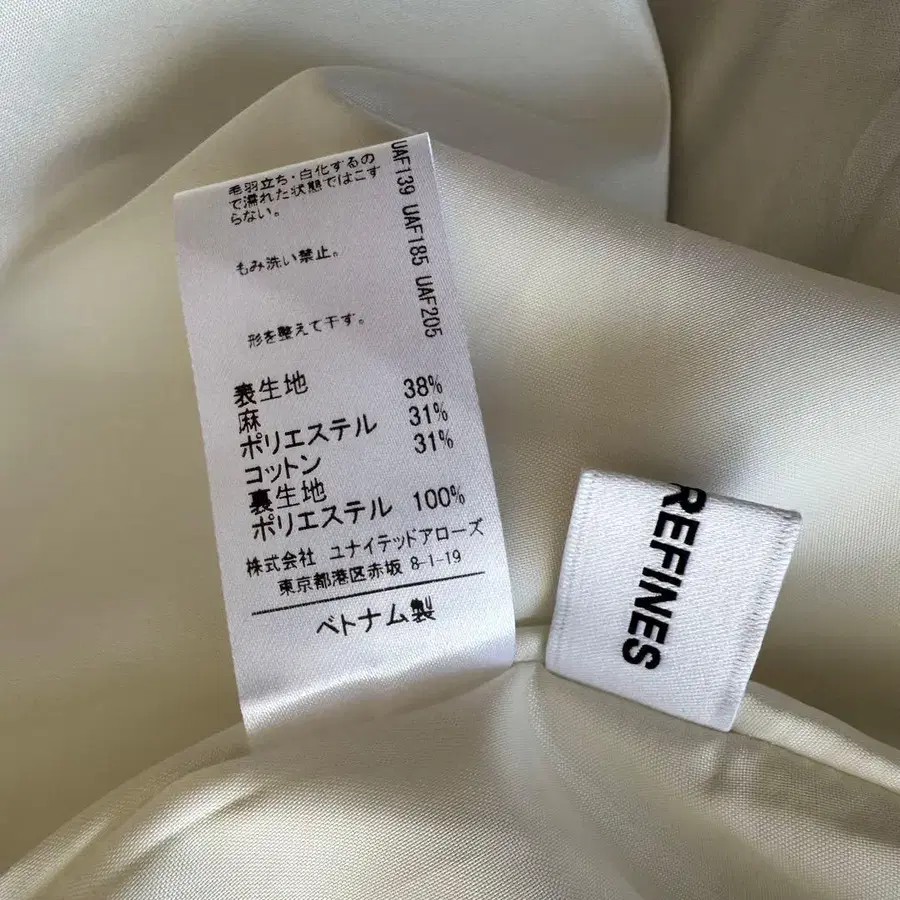 毛羽立ち・白化するの
で濡れた状態ではこす
らない。
もみ洗い禁止。
形を整えて干す。
UAF139 UAF185 UAF205
表生地
麻 38%
ポリエステル 31%
コットン 31%
裏生地
ポリエステル 100%
株式会社 ユナイテッドアローズ
東京都港区赤坂 8-1-19
ベトナム製
REFINES